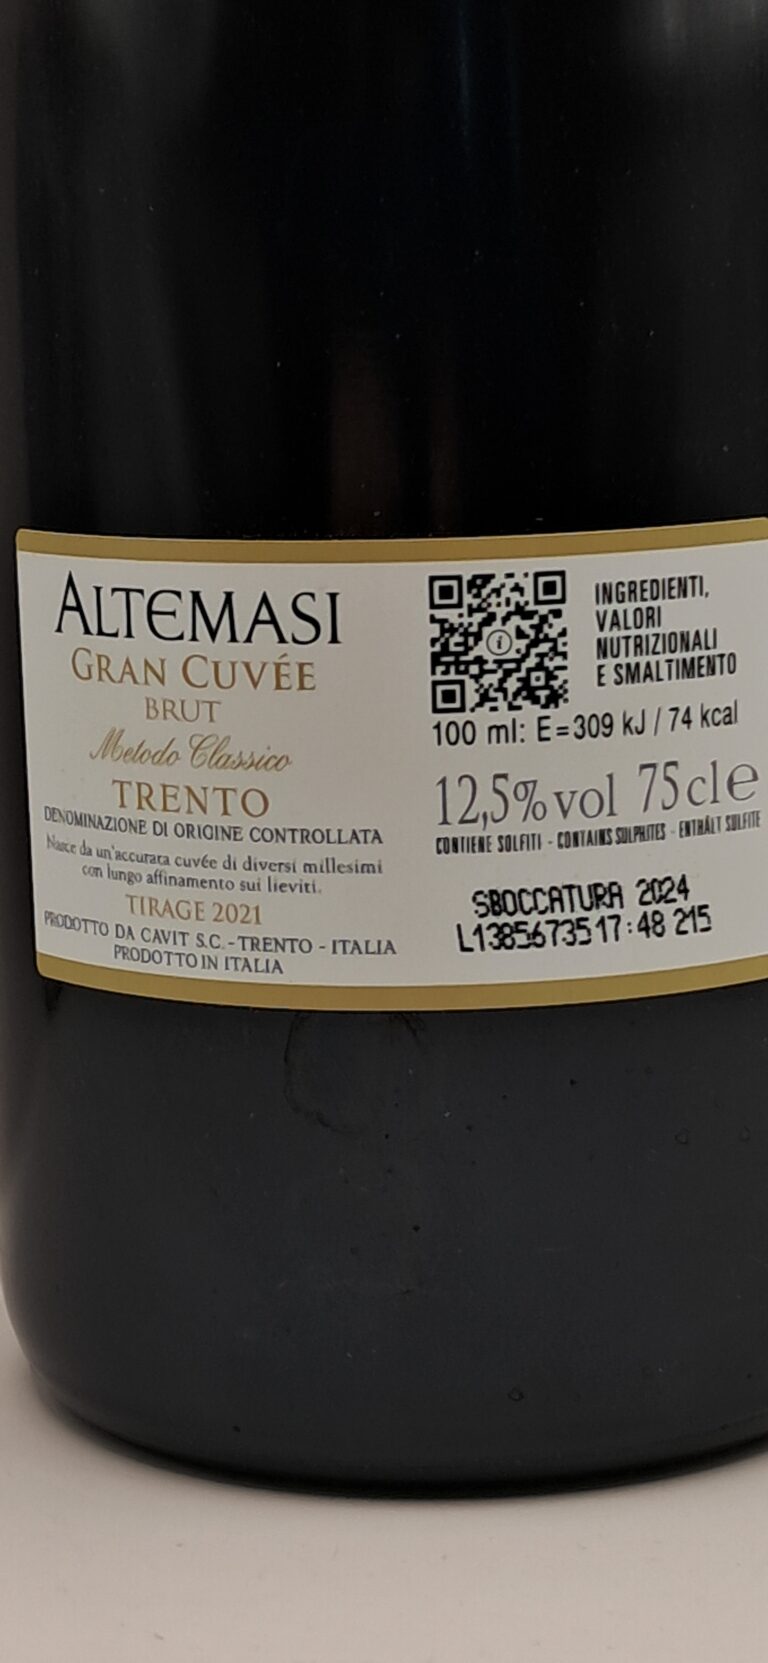 ALTEMASI
GRAN CUVÉE
BRUT
Metodo Classico
TRENTO
DENOMINAZIONE DI ORIGINE CONTROLLATA
Nasce da un'accurata cuvée di diversi millesimi
con lungo affinamento sui lieviti.
TIRAGE 2021
PRODOTTO DA CAVIT S.C. - TRENTO - ITALIA
PRODOTTO IN ITALIA
INGREDIENTI,
VALORI
NUTRIZIONALI
E SMALTIMENTO
100 ml: E=309 kJ / 74 kcal
12,5%vol 75cl e
CONTIENE SOLFITI - CONTAINS SULPHITES - ENTHÄLT SULFITE
SBOCCATURA 2024
L13856735 17:48 215